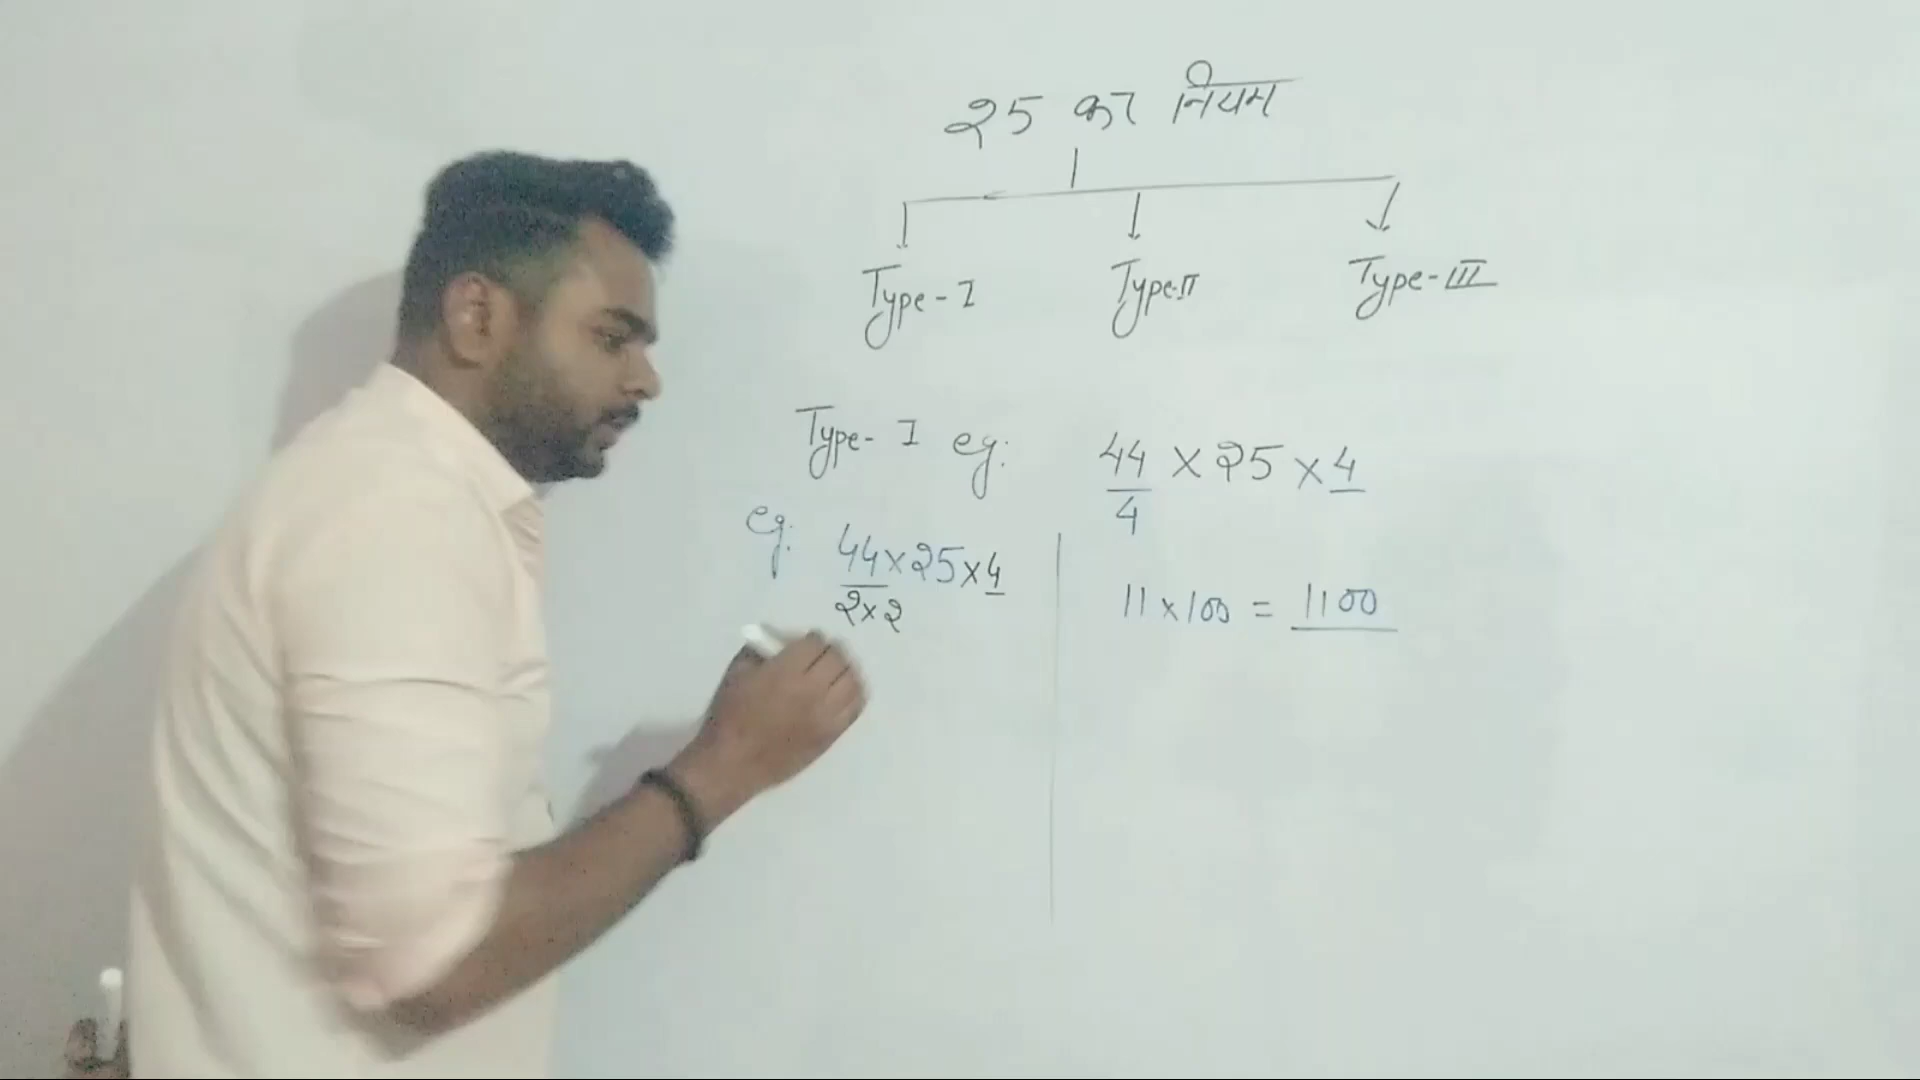 25 का नियम
Type-I Type-II Type-III
Type-I eg: 44 × 25 × 4
4
eg: 44×25×4
2×2
11×100 = 1100